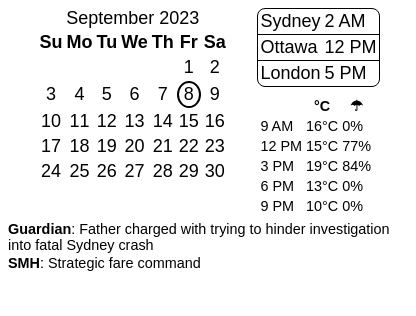 September 2023
Su Mo Tu We Th Fr Sa
1 2
3 4 5 6 7 8 9
10 11 12 13 14 15 16
17 18 19 20 21 22 23
24 25 26 27 28 29 30
Sydney 2 AM
Ottawa 12 PM
London 5 PM
°C ☂
9 AM 16°C 0%
12 PM 15°C 77%
3 PM 19°C 84%
6 PM 13°C 0%
9 PM 10°C 0%
Guardian: Father charged with trying to hinder investigation
into fatal Sydney crash
SMH: Strategic fare command